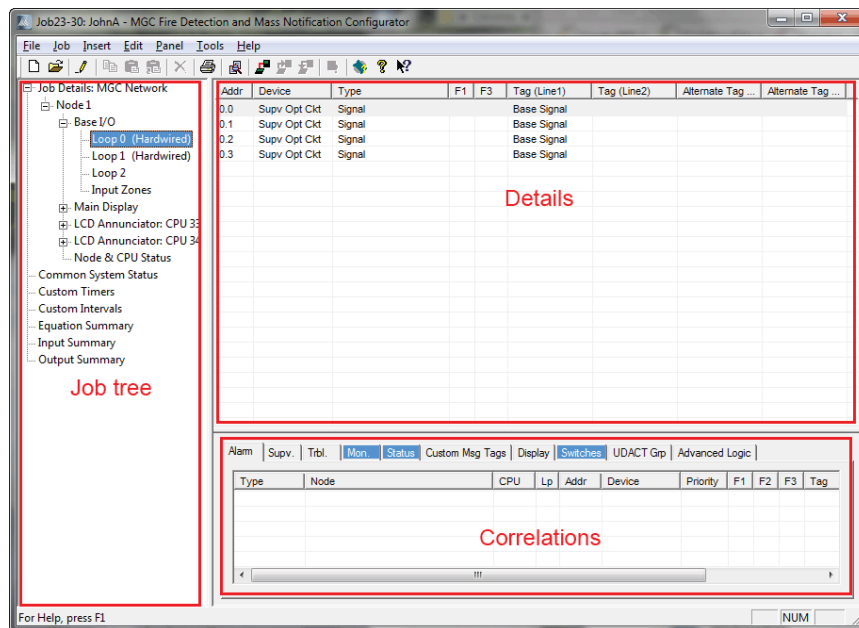 Job23-30: JohnA - MGC Fire Detection and Mass Notification Configurator
File Job Insert Edit Panel Tools Help
Job Details: MGC Network
Node 1
Base I/O
Loop 0 (Hardwired)
Loop 1 (Hardwired)
Loop 2
Input Zones
Main Display
LCD Annunciator: CPU 33
LCD Annunciator: CPU 34
Node & CPU Status
Common System Status
Custom Timers
Custom Intervals
Equation Summary
Input Summary
Output Summary
Job tree
Addr Device Type F1 F3 Tag (Line1) Tag (Line2) Alternate Tag ... Alternate Tag ...
0.0 Supv Opt Ckt Signal Base Signal
0.1 Supv Opt Ckt Signal Base Signal
0.2 Supv Opt Ckt Signal Base Signal
0.3 Supv Opt Ckt Signal Base Signal
Details
Alarm Supv. Trbl. Mon. Status Custom Msg Tags Display Switches UDACT Grp Advanced Logic
Type Node CPU Lp Addr Device Priority F1 F2 F3 Tag
Correlations
For Help, press F1
NUM